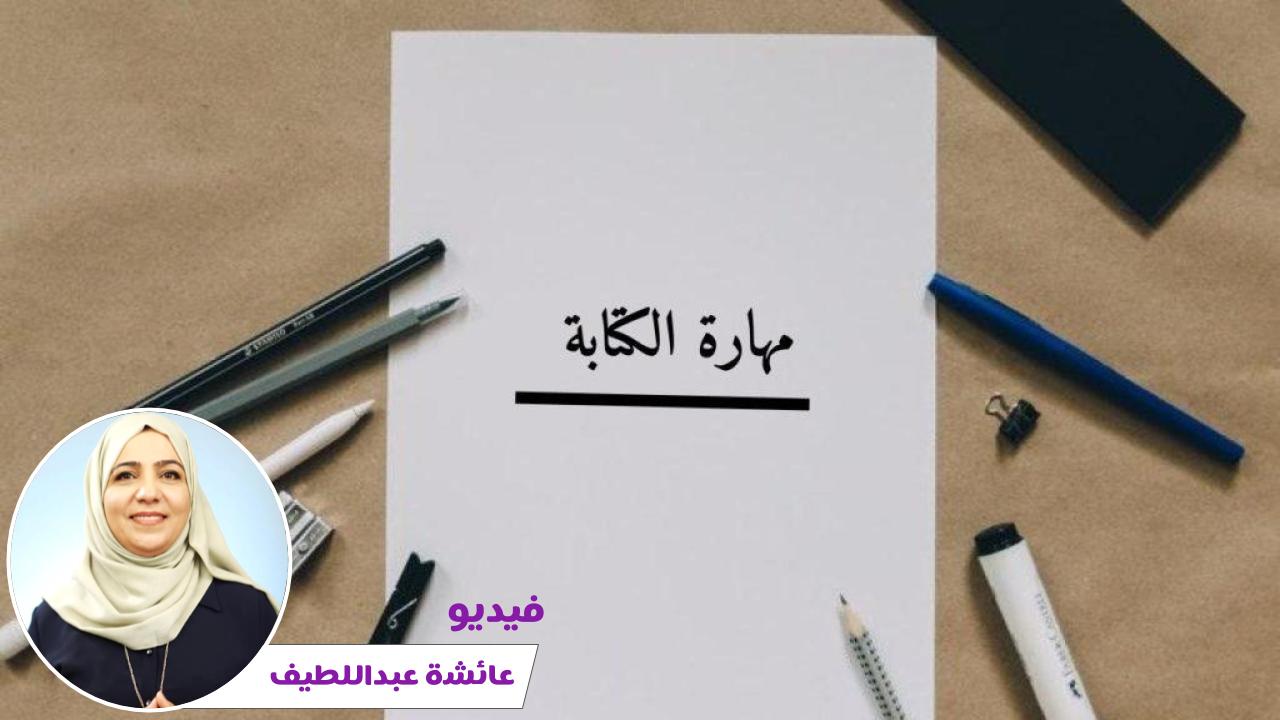 مهارة الكتابة
فيديو
عائشة عبداللطيف